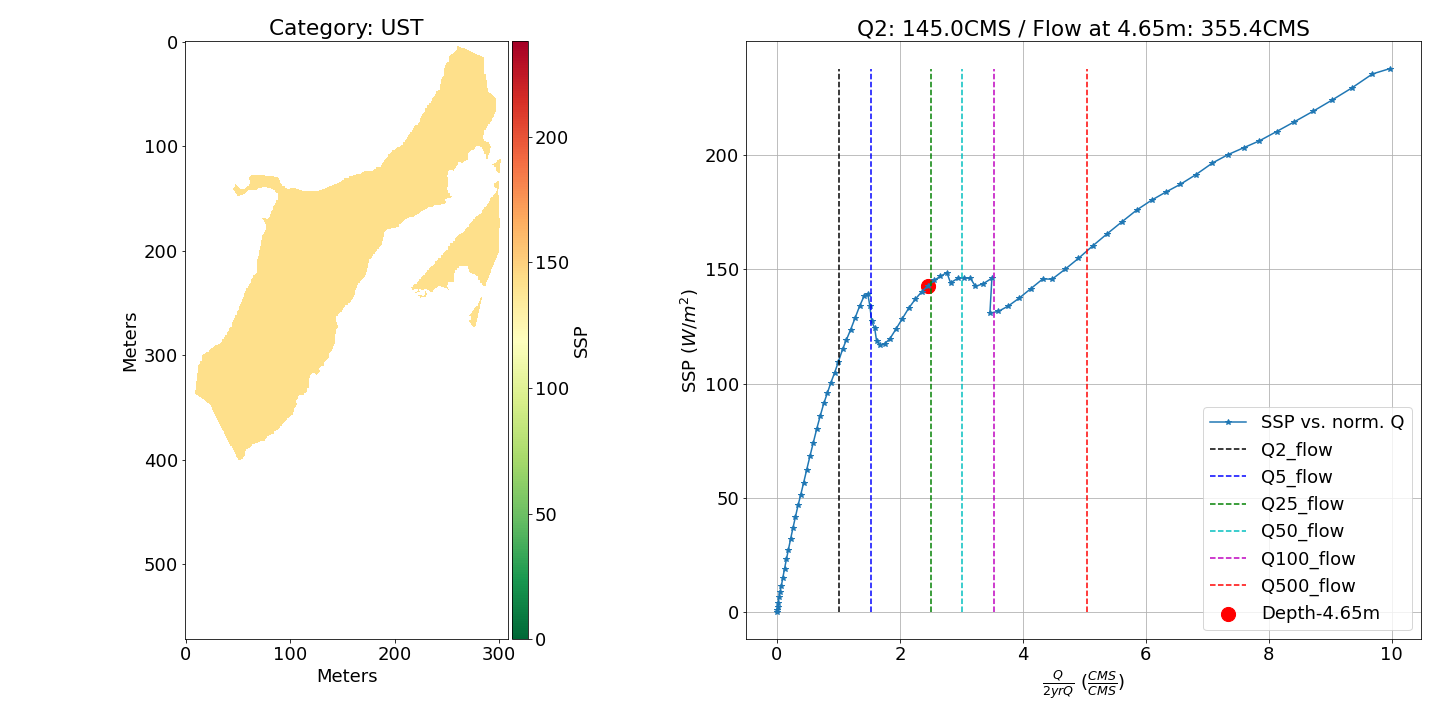 Category: UST
0
100
200
300
400
500
Meters
0
100
200
300
Meters
200
150
100
50
0
SSP
Q2: 145.0CMS / Flow at 4.65m: 355.4CMS
200
150
100
50
0
SSP (W/m²)
0
2
4
6
8
10
Q/2yrQ (CMS/CMS)
SSP vs. norm. Q
Q2_flow
Q5_flow
Q25_flow
Q50_flow
Q100_flow
Q500_flow
Depth-4.65m